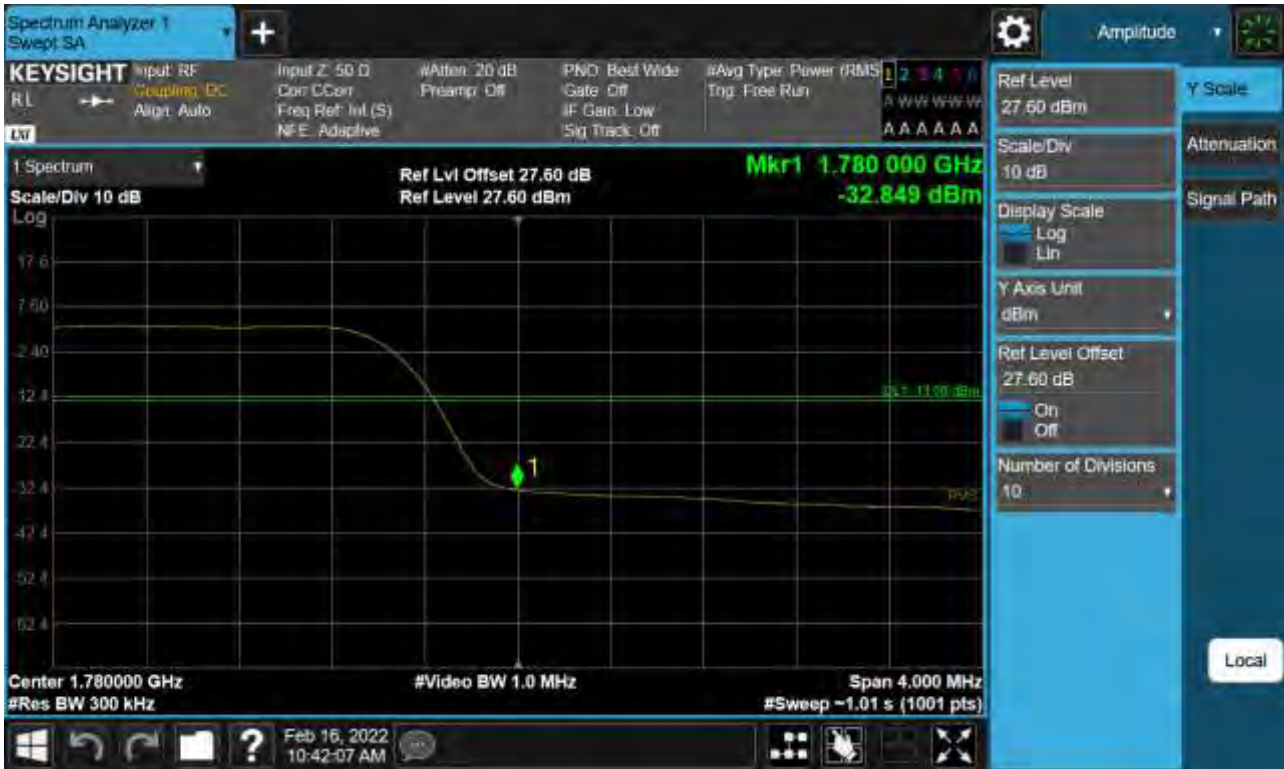 Spectrum Analyzer 1
Swept SA
Amplitude
KEYSIGHT
Input: RF
Coupling: DC
Align: Auto
RL
LXI
Input Z: 50 Ω
Corr CCorr
Freq Ref: Int (S)
NFE: Adaptive
#Atten: 20 dB
Preamp: Off
PNO: Best Wide
Gate: Off
IF Gain: Low
Sig Track: Off
#Avg Type: Power (RMS
Trig: Free Run
1 2 3 4 5 6
A W W W W W
A A A A A A
1 Spectrum
Scale/Div 10 dB
Ref Lvl Offset 27.60 dB
Ref Level 27.60 dBm
Mkr1 1.780 000 GHz
-32.849 dBm
Log
17.6
7.60
-2.40
-12.4
-22.4
-32.4
-42.4
-52.4
-62.4
1
RMS
Center 1.780000 GHz
#Res BW 300 kHz
#Video BW 1.0 MHz
Span 4.000 MHz
#Sweep ~1.01 s (1001 pts)
Ref Level
27.60 dBm
Scale/Div
10 dB
Display Scale
Log
Lin
Y Axis Unit
dBm
Ref Level Offset
27.60 dB
On
Off
Number of Divisions
10
Y Scale
Attenuation
Signal Path
Local
Feb 16, 2022
10:42:07 AM